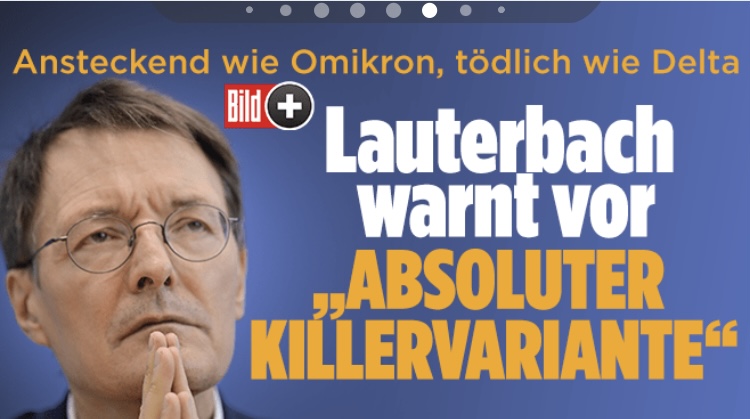 Ansteckend wie Omikron, tödlich wie Delta
Bild +
Lauterbach
warnt vor
„ABSOLUTER
KILLERVARIANTE“